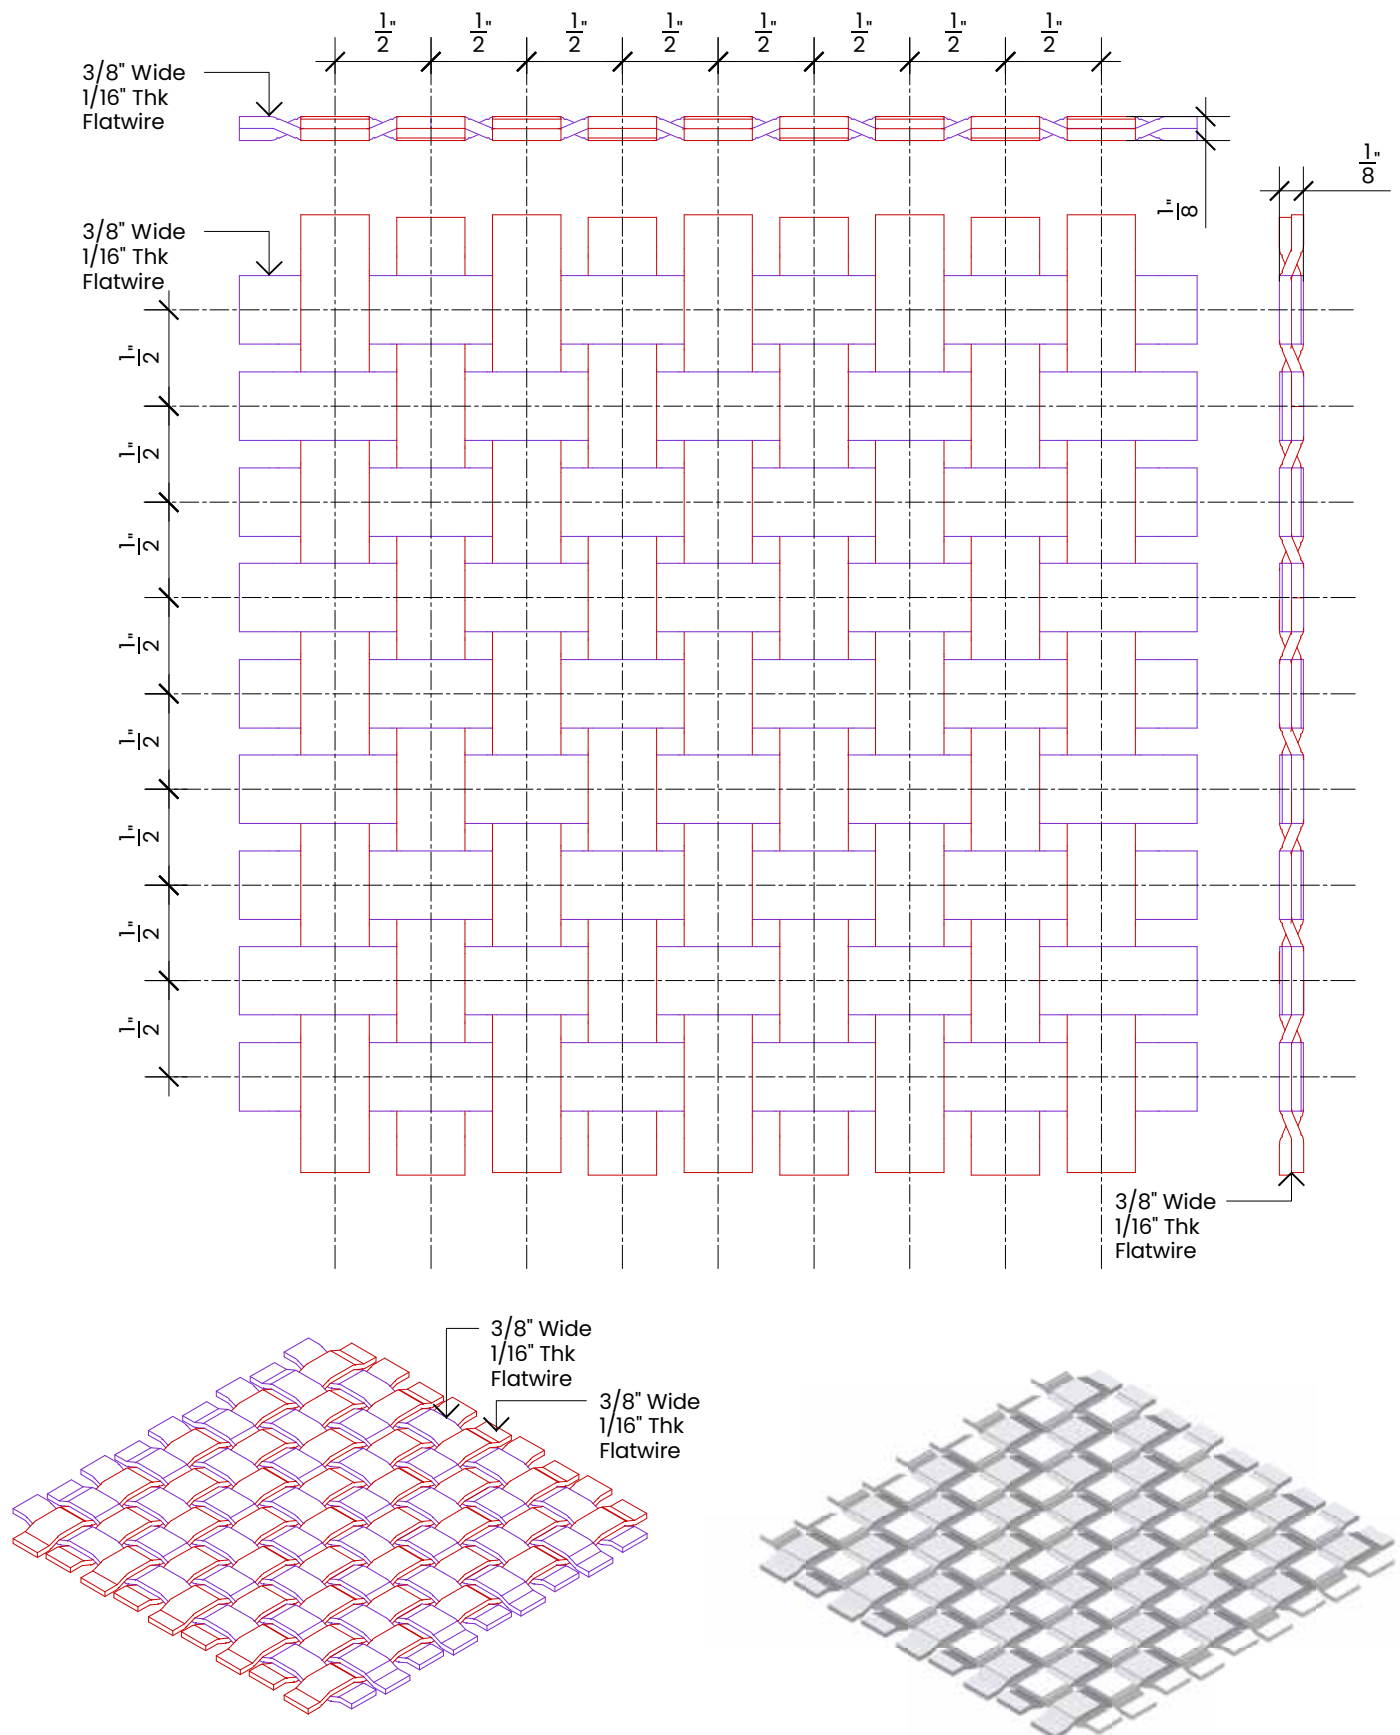 1/2" 1/2" 1/2" 1/2" 1/2" 1/2" 1/2" 1/2"
3/8" Wide
1/16" Thk
Flatwire
1/8"
1/8"
3/8" Wide
1/16" Thk
Flatwire
1/2"
1/2"
1/2"
1/2"
1/2"
1/2"
1/2"
1/2"
3/8" Wide
1/16" Thk
Flatwire
3/8" Wide
1/16" Thk
Flatwire
3/8" Wide
1/16" Thk
Flatwire